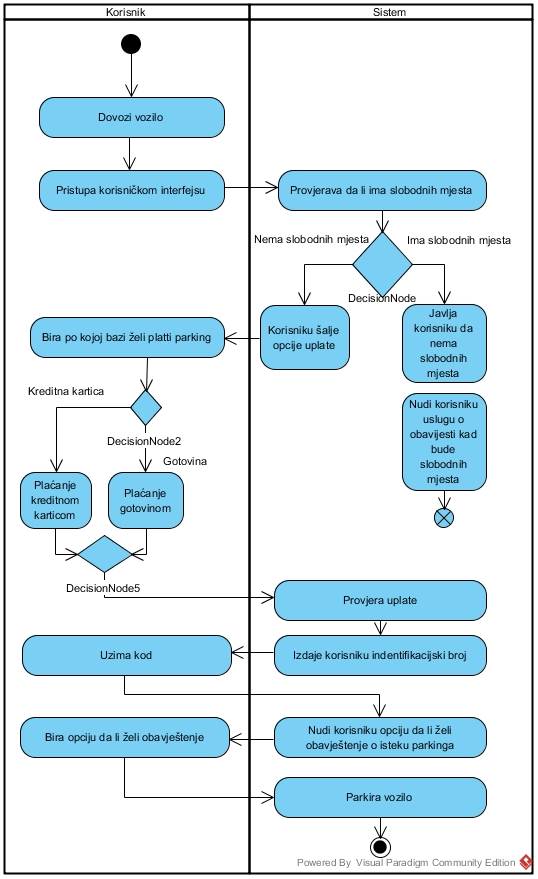 Korisnik
Sistem
Dovozi vozilo
Pristupa korisničkom interfejsu
Provjerava da li ima slobodnih mjesta
Nema slobodnih mjesta
Ima slobodnih mjesta
DecisionNode
Bira po kojoj bazi želi platti parking
Korisniku šalje
opcije uplate
Javlja
korisniku da
nema
slobodnih
mjesta
Kreditna kartica
DecisionNode2
Gotovina
Nudi korisniku
uslugu o
obavijesti kad
bude
slobodnih
mjesta
Plaćanje
kreditnom
karticom
Plaćanje
gotovinom
DecisionNode5
Provjera uplate
Uzima kod
Izdaje korisniku indentifikacijski broj
Bira opciju da li želi obavještenje
Nudi korisniku opciju da li želi
obavještenje o isteku parkinga
Parkira vozilo
Powered By Visual Paradigm Community Edition